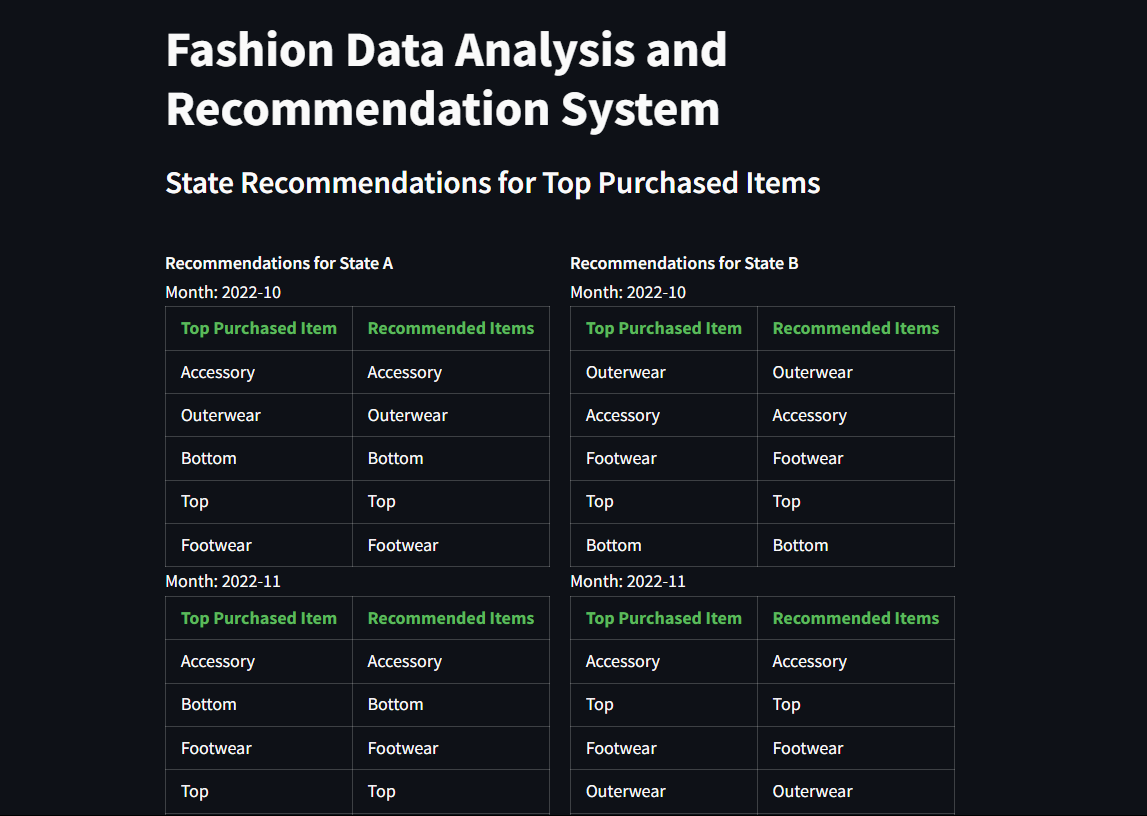 Fashion Data Analysis and
Recommendation System
State Recommendations for Top Purchased Items
Recommendations for State A
Month: 2022-10
Top Purchased Item Recommended Items
Accessory Accessory
Outerwear Outerwear
Bottom Bottom
Top Top
Footwear Footwear
Month: 2022-11
Top Purchased Item Recommended Items
Accessory Accessory
Bottom Bottom
Footwear Footwear
Top Top
Recommendations for State B
Month: 2022-10
Top Purchased Item Recommended Items
Outerwear Outerwear
Accessory Accessory
Footwear Footwear
Top Top
Bottom Bottom
Month: 2022-11
Top Purchased Item Recommended Items
Accessory Accessory
Top Top
Footwear Footwear
Outerwear Outerwear